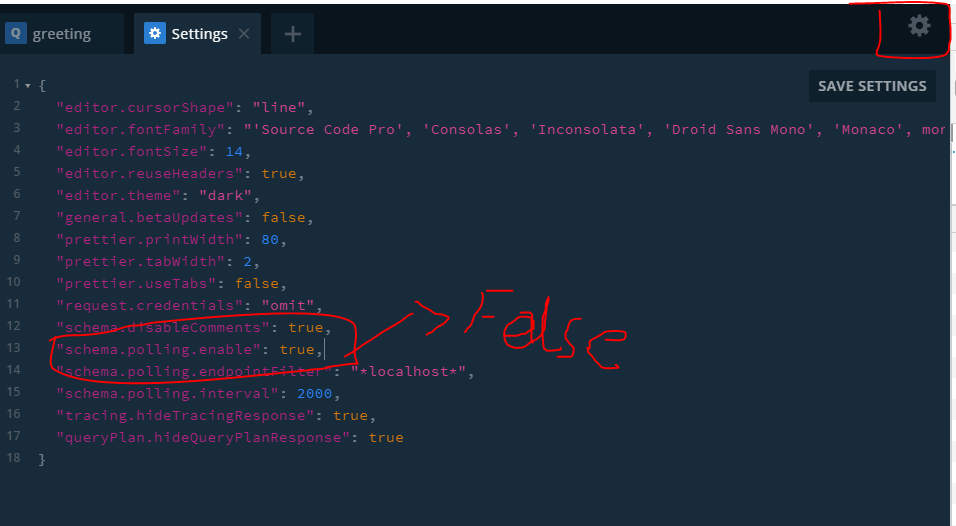 Q greeting Settings × +
SAVE SETTINGS
1 {
2 "editor.cursorShape": "line",
3 "editor.fontFamily": "'Source Code Pro', 'Consolas', 'Inconsolata', 'Droid Sans Mono', 'Monaco', mon
4 "editor.fontSize": 14,
5 "editor.reuseHeaders": true,
6 "editor.theme": "dark",
7 "general.betaUpdates": false,
8 "prettier.printWidth": 80,
9 "prettier.tabWidth": 2,
10 "prettier.useTabs": false,
11 "request.credentials": "omit",
12 "schema.disableComments": true,
13 "schema.polling.enable": true,
False
14 "schema.polling.endpointFilter": "*localhost*",
15 "schema.polling.interval": 2000,
16 "tracing.hideTracingResponse": true,
17 "queryPlan.hideQueryPlanResponse": true
18 }